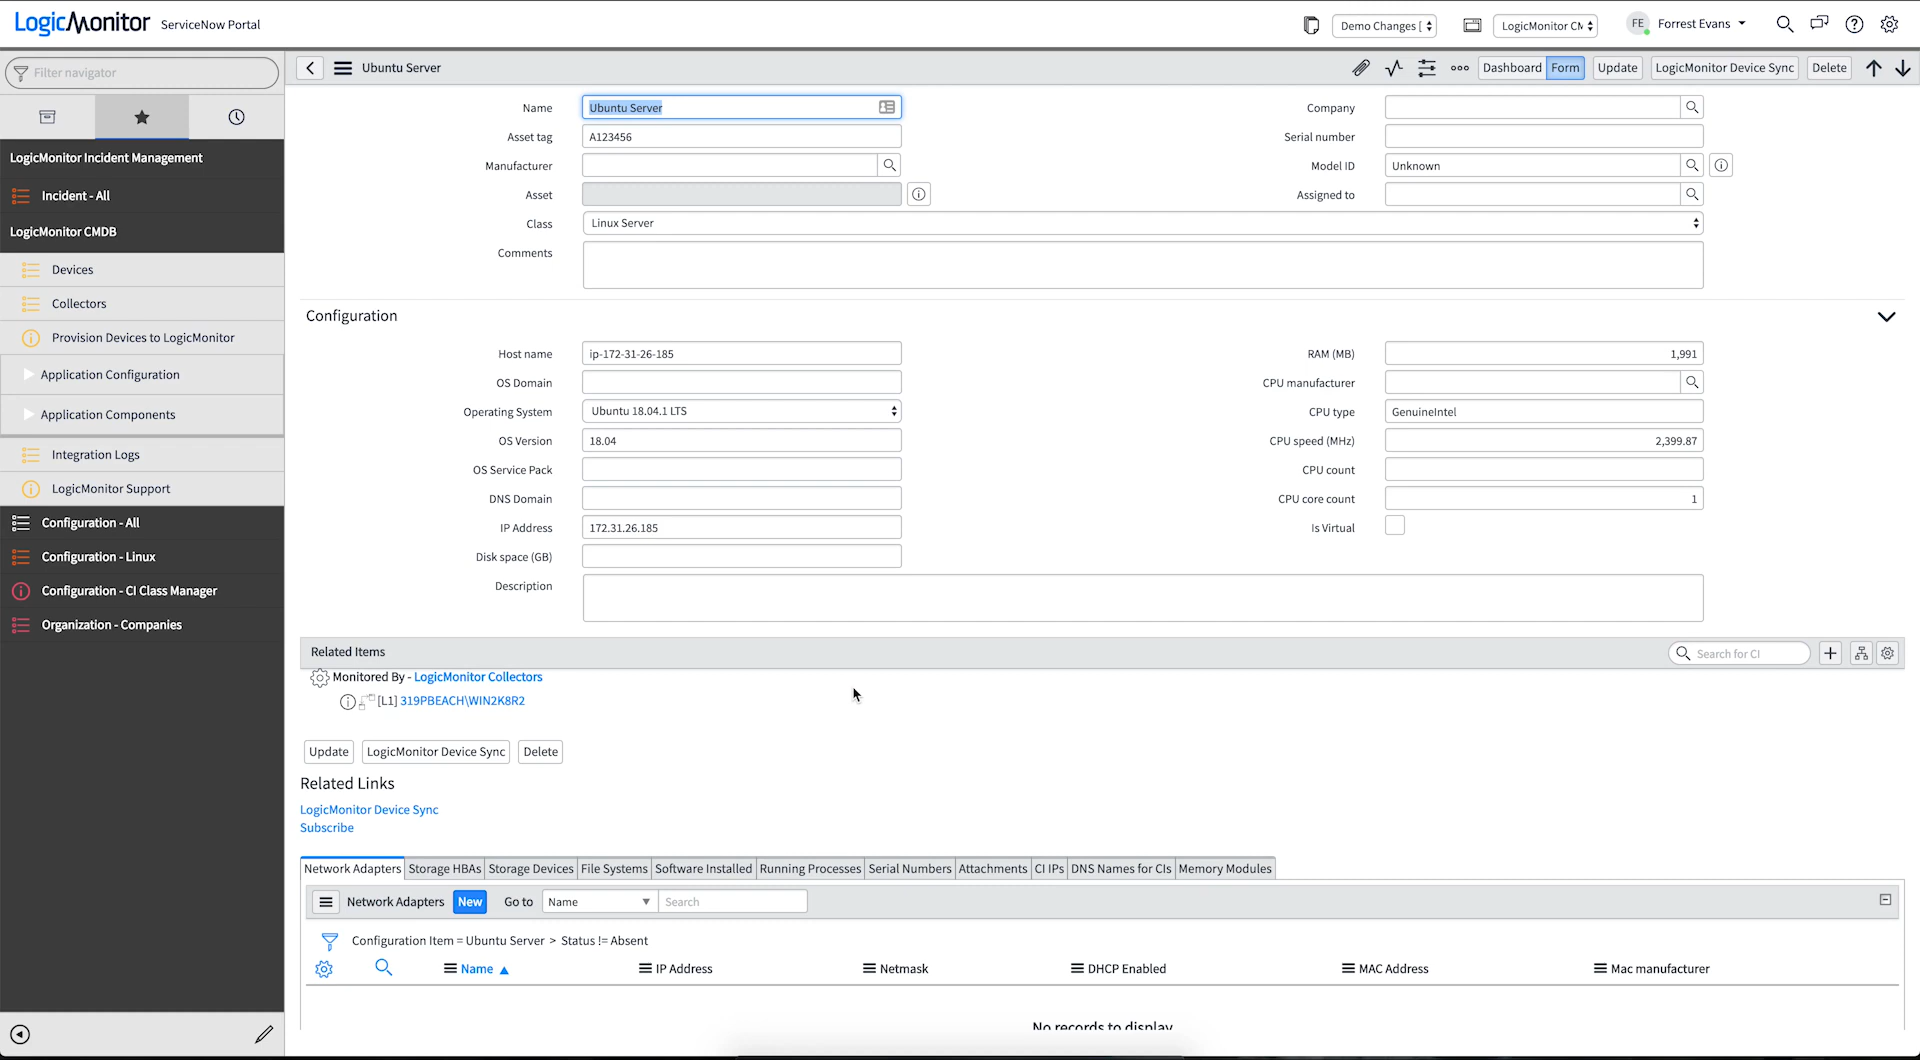 LogicMonitor ServiceNow Portal
Demo Changes [
LogicMonitor CM
FE Forrest Evans
Filter navigator
Ubuntu Server
Dashboard Form Update LogicMonitor Device Sync Delete
LogicMonitor Incident Management
Incident - All
LogicMonitor CMDB
Devices
Collectors
Provision Devices to LogicMonitor
Application Configuration
Application Components
Integration Logs
LogicMonitor Support
Configuration - All
Configuration - Linux
Configuration - CI Class Manager
Organization - Companies
Name Ubuntu Server
Asset tag A123456
Manufacturer
Asset
Class Linux Server
Comments
Company
Serial number
Model ID Unknown
Assigned to
Configuration
Host name ip-172-31-26-185
OS Domain
Operating System Ubuntu 18.04.1 LTS
OS Version 18.04
OS Service Pack
DNS Domain
IP Address 172.31.26.185
Disk space (GB)
Description
RAM (MB) 1,991
CPU manufacturer
CPU type GenuineIntel
CPU speed (MHz) 2,399.87
CPU count
CPU core count 1
Is Virtual
Related Items
Search for CI
Monitored By - LogicMonitor Collectors
[L1] 319PBEACH\WIN2K8R2
Update LogicMonitor Device Sync Delete
Related Links
LogicMonitor Device Sync
Subscribe
Network Adapters Storage HBAs Storage Devices File Systems Software Installed Running Processes Serial Numbers Attachments CI IPs DNS Names for CIs Memory Modules
Network Adapters New Go to Name Search
Configuration Item = Ubuntu Server > Status != Absent
Name IP Address Netmask DHCP Enabled MAC Address Mac manufacturer
No records to display